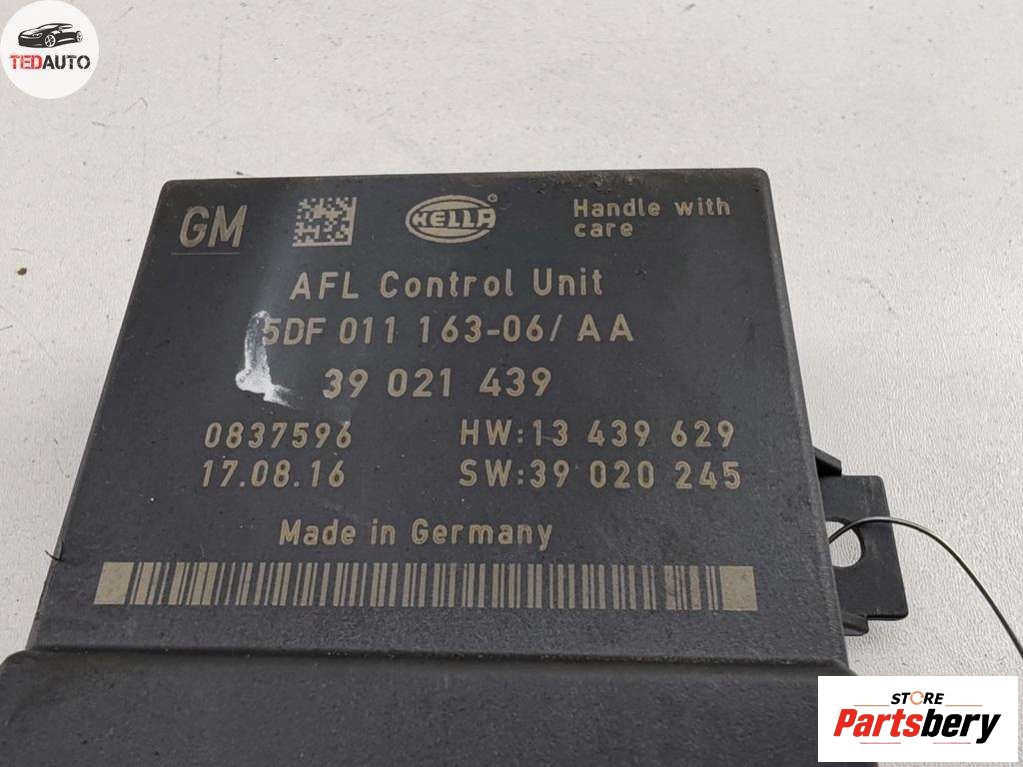 TEDAUTO
GM
HELLA
®
Handle with
care
AFL Control Unit
5DF 011 163-06/AA
39 021 439
0837596
HW:13 439 629
17.08.16
SW:39 020 245
Made in Germany
STORE
Partsbery